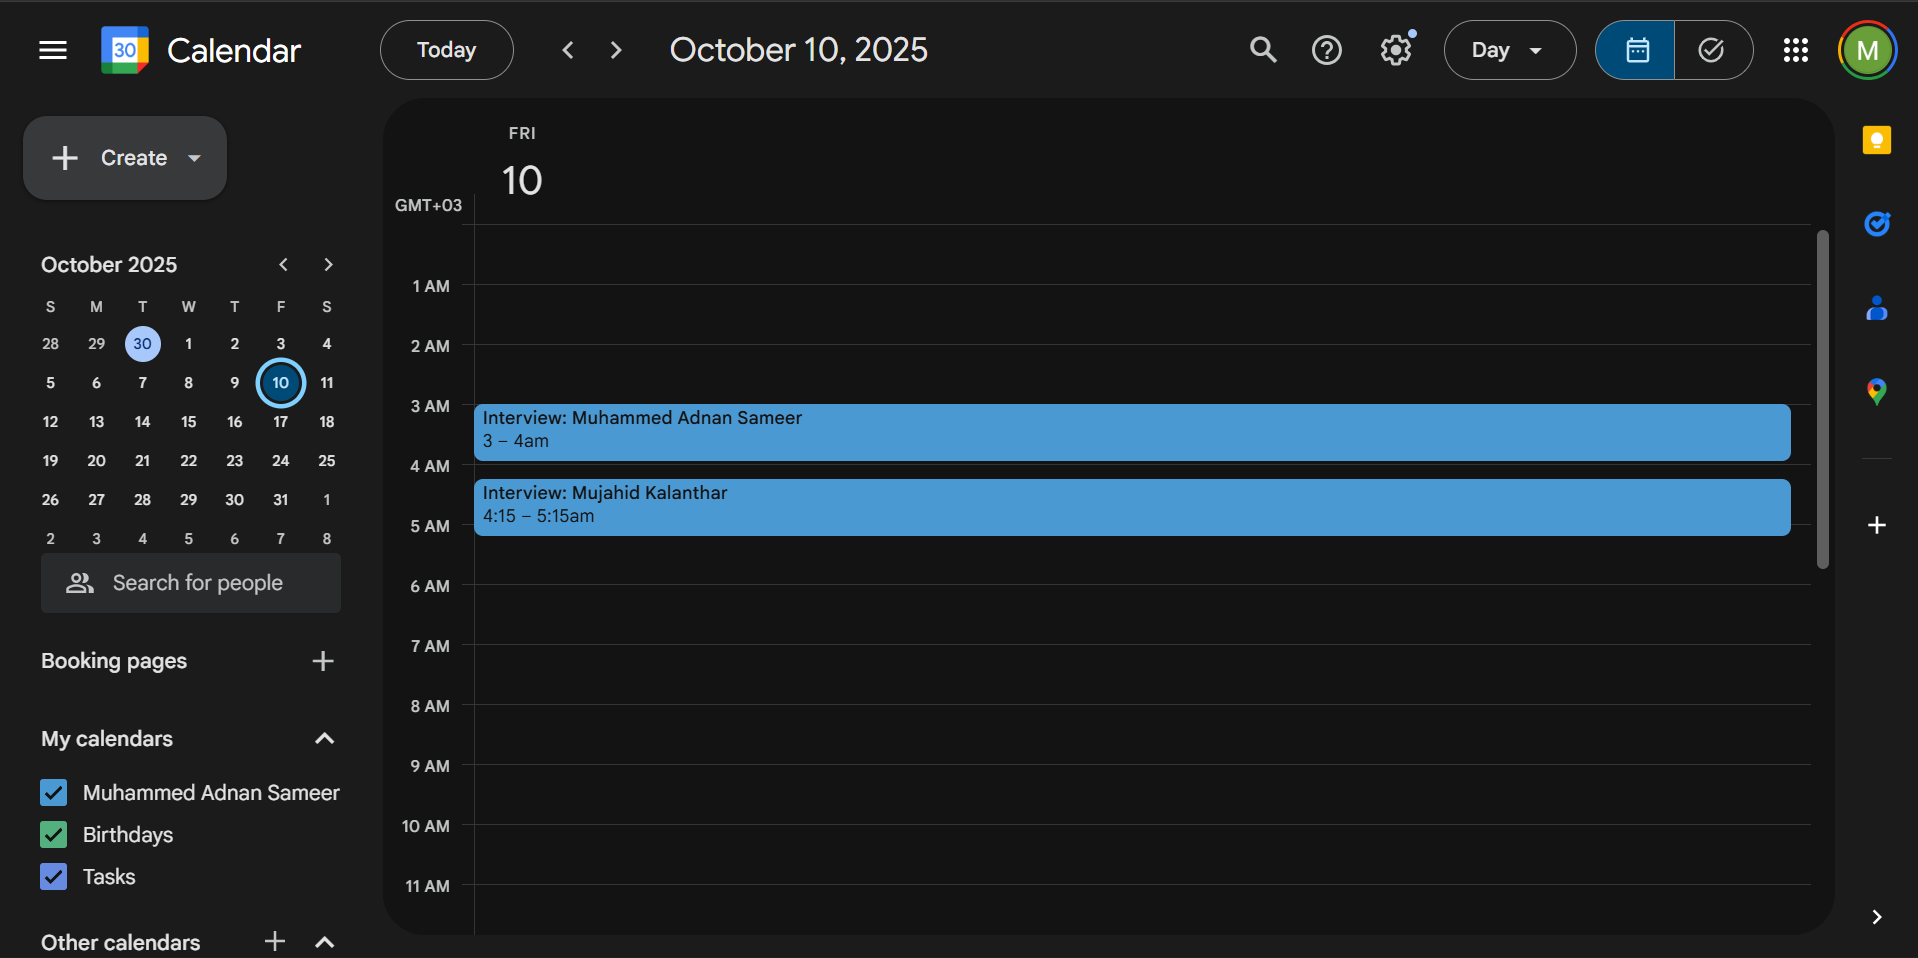 30 Calendar
Today
October 10, 2025
Day
M
Create
October 2025
S M T W T F S
28 29 30 1 2 3 4
5 6 7 8 9 10 11
12 13 14 15 16 17 18
19 20 21 22 23 24 25
26 27 28 29 30 31 1
2 3 4 5 6 7 8
Search for people
Booking pages
My calendars
Muhammed Adnan Sameer
Birthdays
Tasks
Other calendars
FRI
10
GMT+03
1 AM
2 AM
3 AM
Interview: Muhammed Adnan Sameer
3 – 4am
4 AM
Interview: Mujahid Kalanthar
4:15 – 5:15am
5 AM
6 AM
7 AM
8 AM
9 AM
10 AM
11 AM